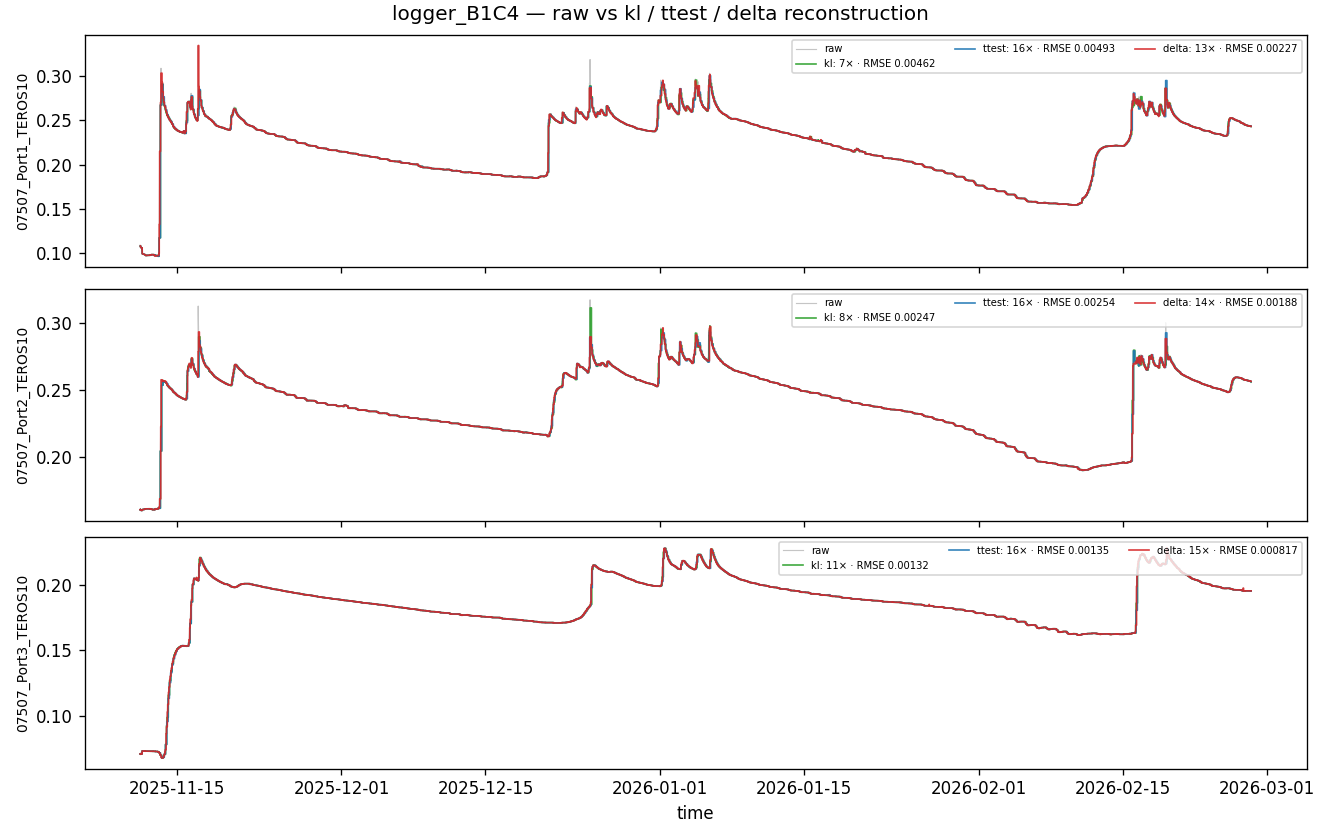 logger_B1C4 — raw vs kl / ttest / delta reconstruction
raw
kl: 7× · RMSE 0.00462
ttest: 16× · RMSE 0.00493
delta: 13× · RMSE 0.00227
07507_Port1_TEROS10
0.30
0.25
0.20
0.15
0.10
raw
kl: 8× · RMSE 0.00247
ttest: 16× · RMSE 0.00254
delta: 14× · RMSE 0.00188
07507_Port2_TEROS10
0.30
0.25
0.20
raw
kl: 11× · RMSE 0.00132
ttest: 16× · RMSE 0.00135
delta: 15× · RMSE 0.000817
07507_Port3_TEROS10
0.20
0.15
0.10
2025-11-15 2025-12-01 2025-12-15 2026-01-01 2026-01-15 2026-02-01 2026-02-15 2026-03-01
time